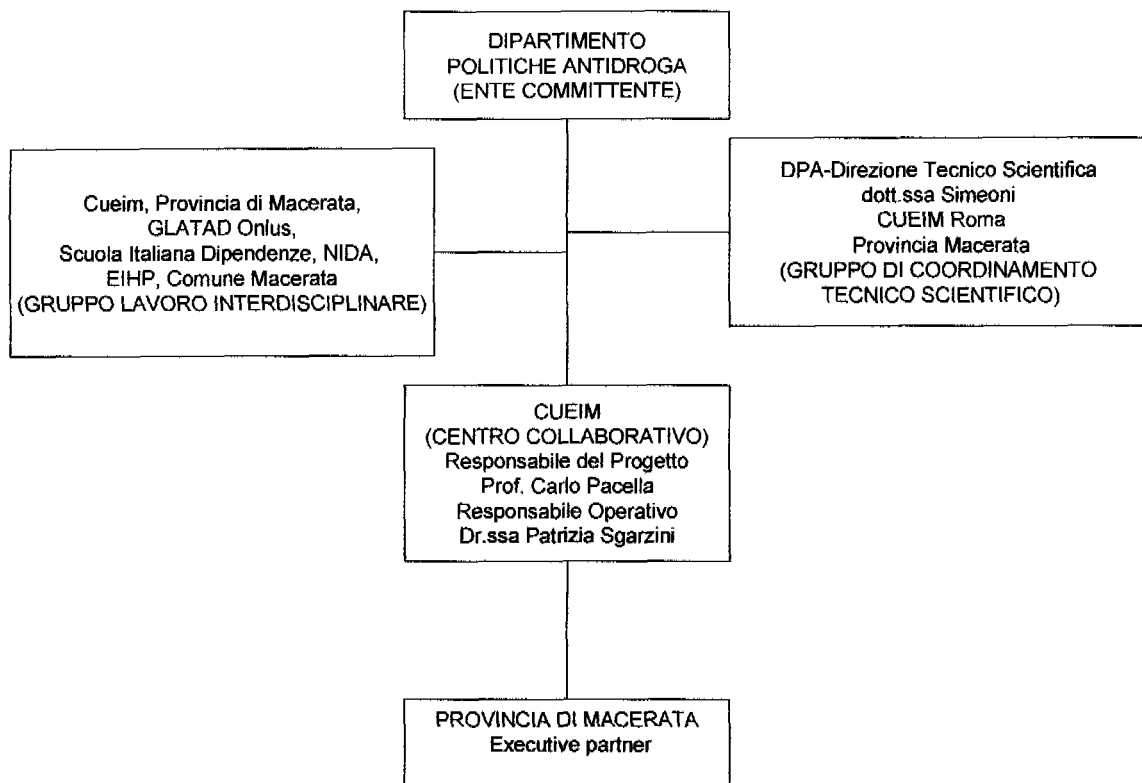 DIPARTIMENTO
POLITICHE ANTIDROGA
(ENTE COMMITTENTE)
Cueim, Provincia di Macerata,
GLATAD Onlus,
Scuola Italiana Dipendenze, NIDA,
EIHP, Comune Macerata
(GRUPPO LAVORO INTERDISCIPLINARE)
DPA-Direzione Tecnico Scientifica
dott.ssa Simeoni
CUEIM Roma
Provincia Macerata
(GRUPPO DI COORDINAMENTO
TECNICO SCIENTIFICO)
CUEIM
(CENTRO COLLABORATIVO)
Responsabile del Progetto
Prof. Carlo Pacella
Responsabile Operativo
Dr.ssa Patrizia Sgarzini
PROVINCIA DI MACERATA
Executive partner